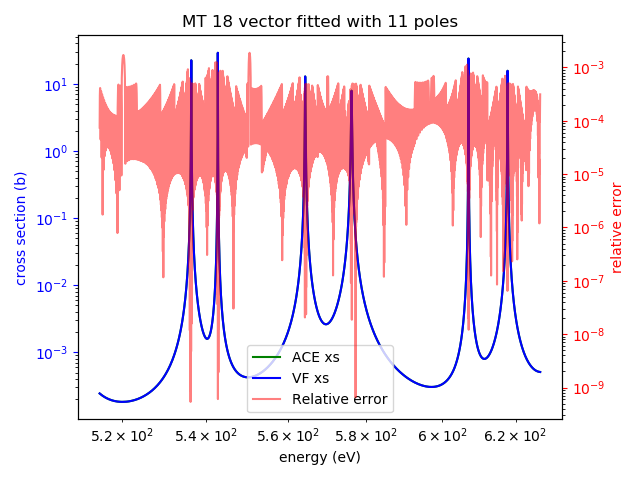 MT 18 vector fitted with 11 poles
cross section (b)
10¹
10⁰
10⁻¹
10⁻²
10⁻³
10⁻³
10⁻⁴
10⁻⁵
10⁻⁶
10⁻⁷
10⁻⁸
10⁻⁹
relative error
ACE xs
VF xs
Relative error
5.2 × 10² 5.4 × 10² 5.6 × 10² 5.8 × 10² 6 × 10² 6.2 × 10²
energy (eV)